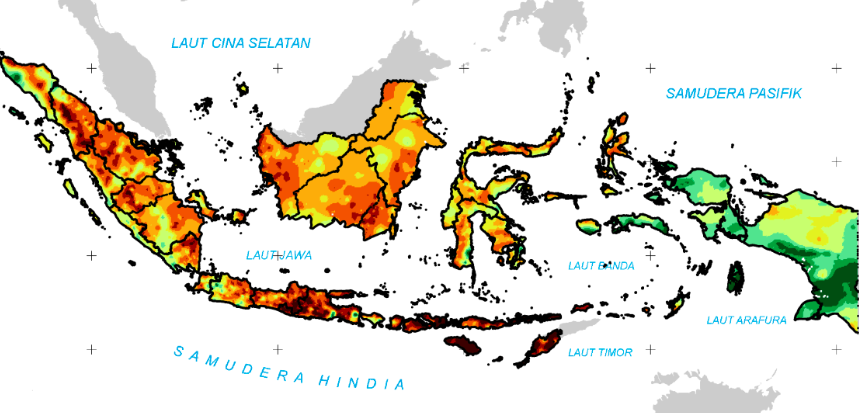 LAUT CINA SELATAN
SAMUDERA PASIFIK
LAUT JAWA
LAUT BANDA
LAUT ARAFURA
LAUT TIMOR
SAMUDERA HINDIA